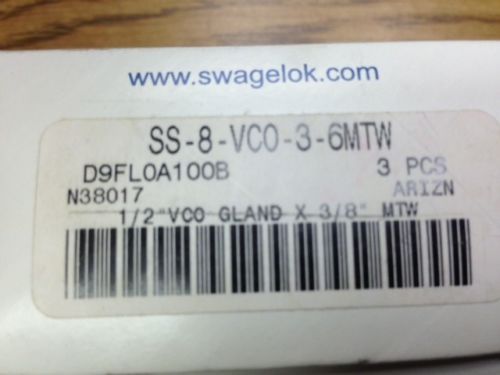 www.swagelok.com
SS-8-VCO-3-6MTW
D9FL0A100B 3 PCS
N38017 ARIZN
1/2"VCO GLAND X 3/8" MTW